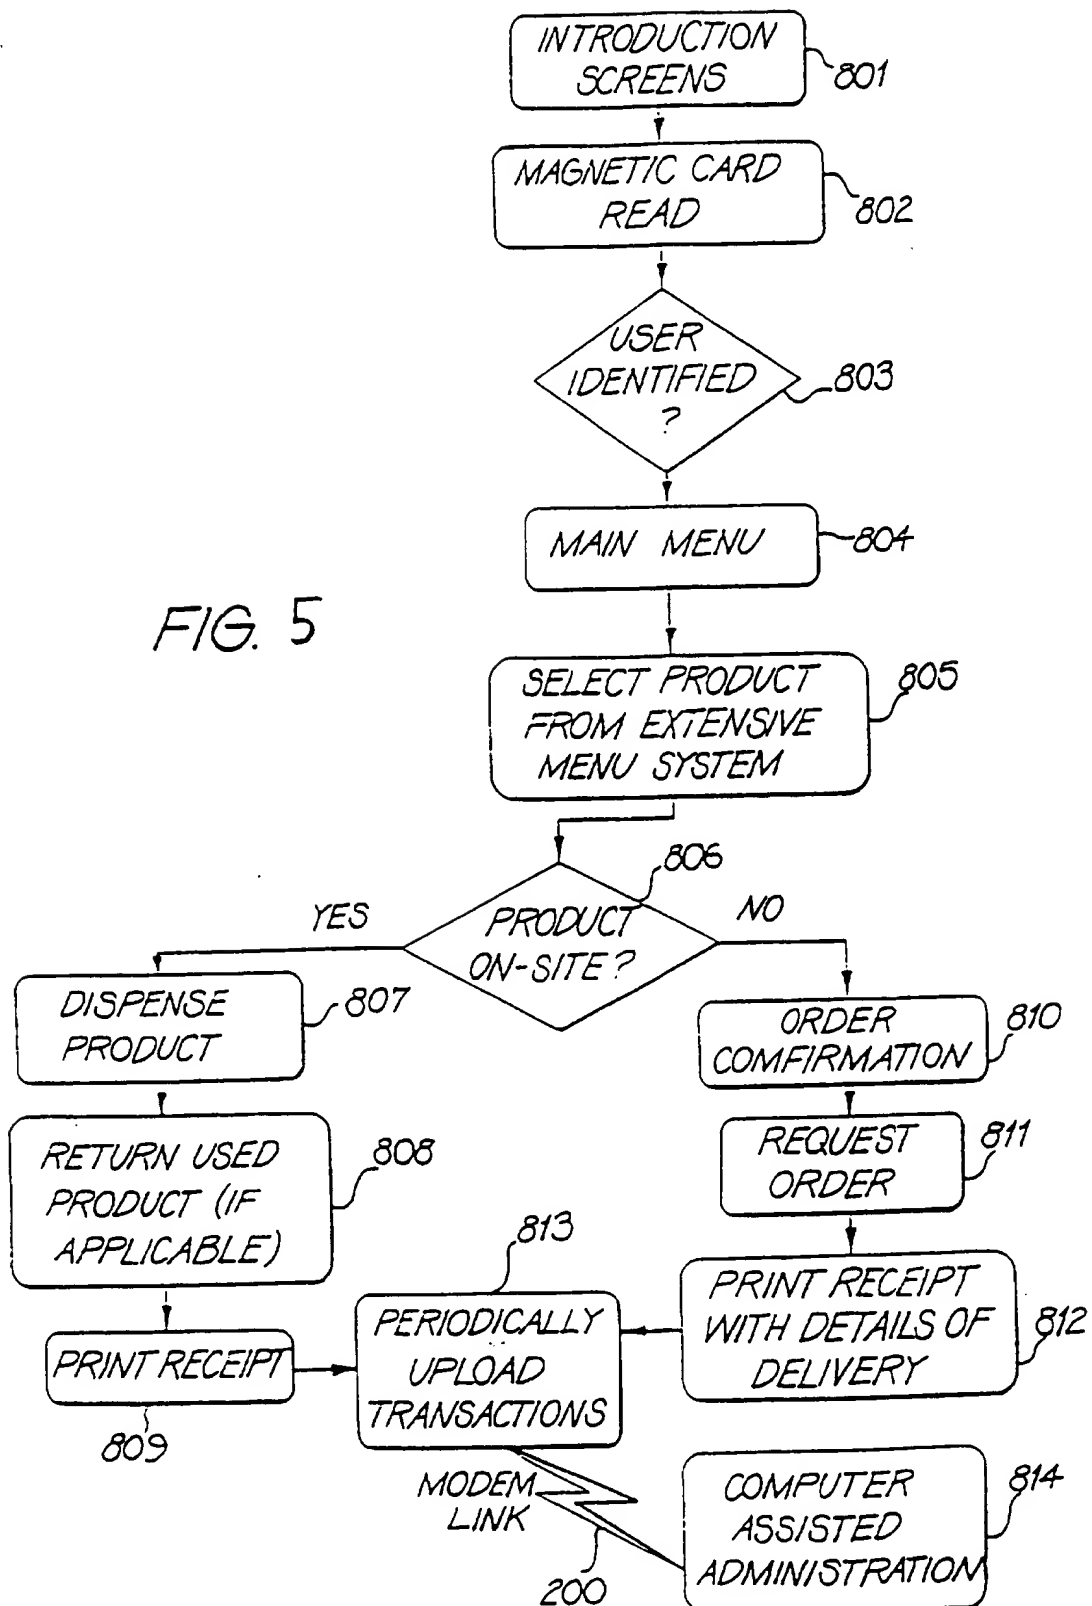 INTRODUCTION
SCREENS
801
MAGNETIC CARD
READ
802
USER
IDENTIFIED
?
803
MAIN MENU
804
FIG. 5
SELECT PRODUCT
FROM EXTENSIVE
MENU SYSTEM
805
806
YES
PRODUCT
ON-SITE?
NO
DISPENSE
PRODUCT
807
ORDER
COMFIRMATION
810
RETURN USED
PRODUCT (IF
APPLICABLE)
808
REQUEST
ORDER
811
813
PRINT RECEIPT
809
PERIODICALLY
UPLOAD
TRANSACTIONS
PRINT RECEIPT
WITH DETAILS OF
DELIVERY
812
MODEM
LINK
200
COMPUTER
ASSISTED
ADMINISTRATION
814